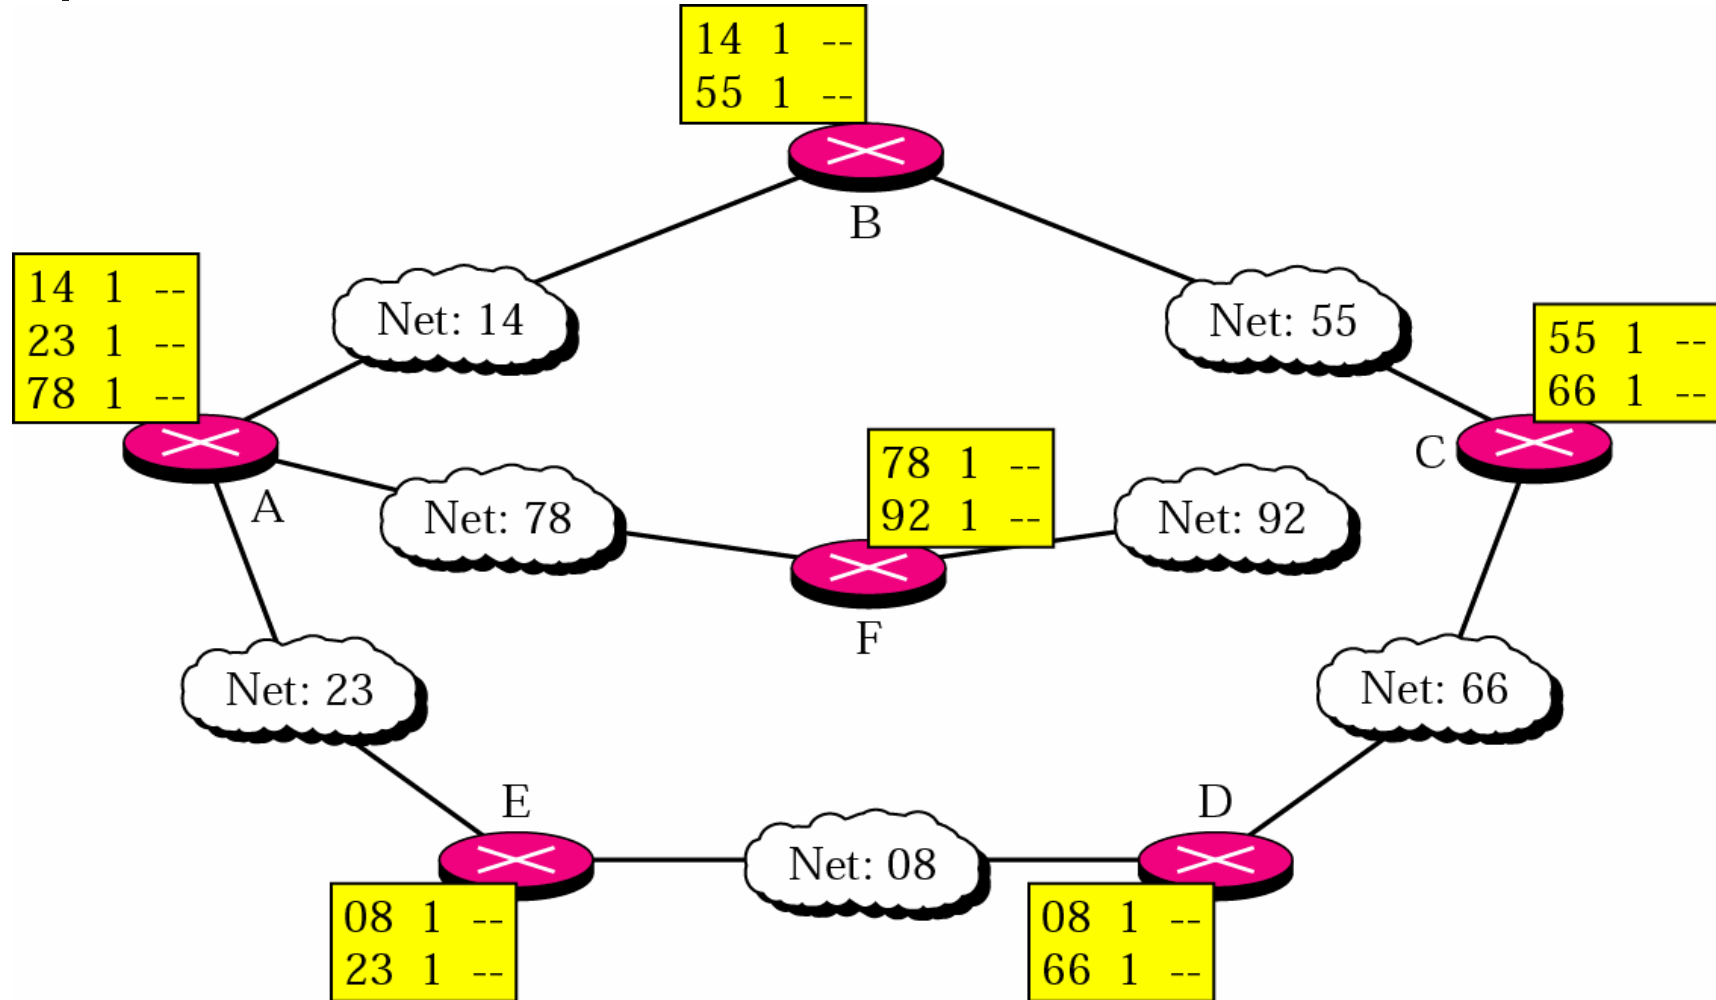 14 1 --
55 1 --
B
14 1 --
23 1 --
78 1 --
A
Net: 14
Net: 55
55 1 --
66 1 --
C
Net: 78
78 1 --
92 1 --
F
Net: 92
Net: 23
Net: 66
E
08 1 --
23 1 --
Net: 08
D
08 1 --
66 1 --